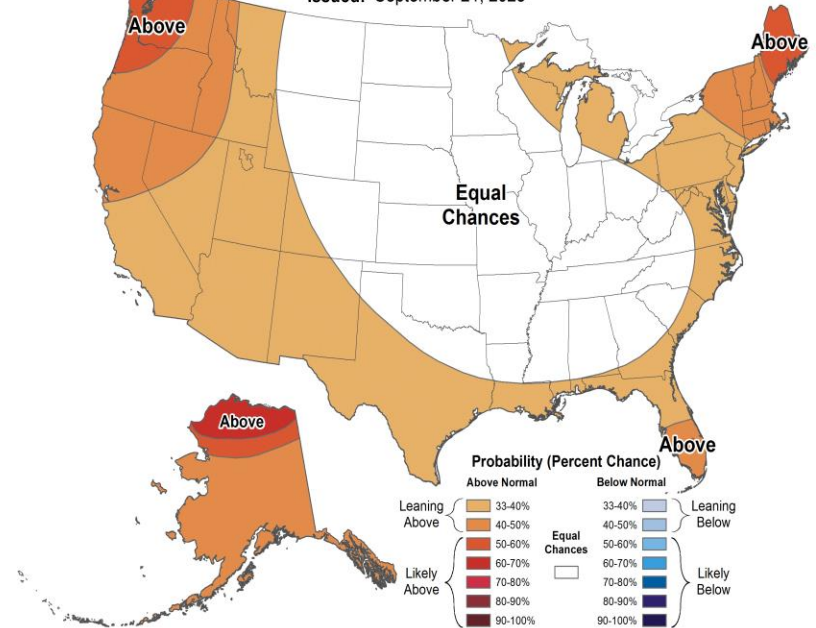 Above
Above
Equal
Chances
Above
Above
Probability (Percent Chance)
Above Normal
Below Normal
Leaning
Above
33-40%
40-50%
Likely
Above
50-60%
60-70%
70-80%
80-90%
90-100%
Equal
Chances
33-40%
40-50%
Leaning
Below
50-60%
60-70%
70-80%
80-90%
90-100%
Likely
Below